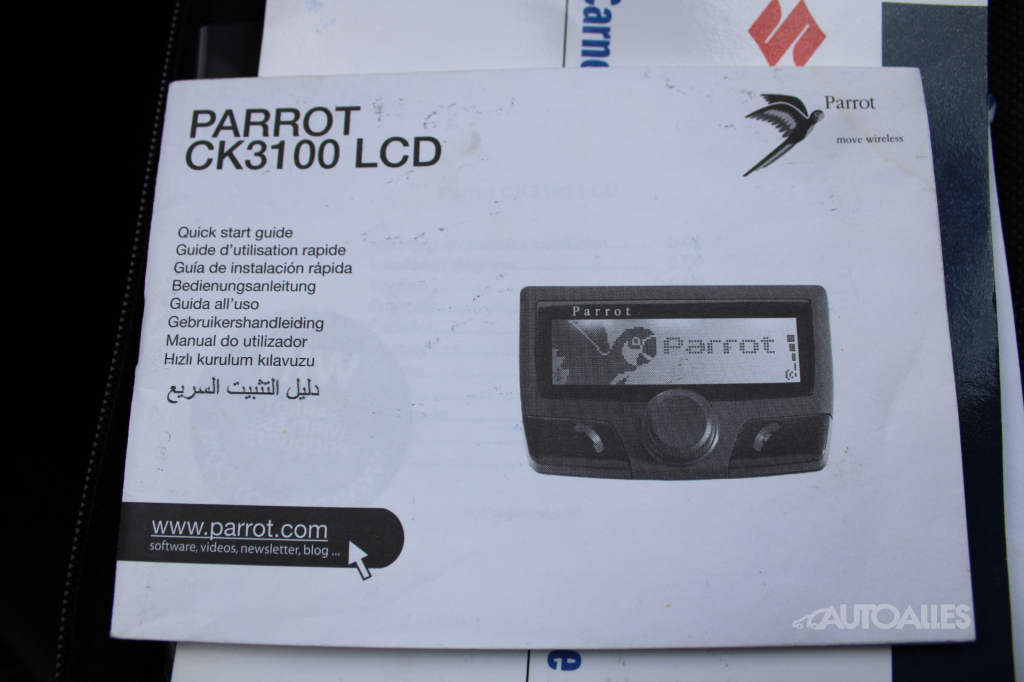 Carne
PARROT
CK3100 LCD
Parrot
move wireless
Quick start guide
Guide d'utilisation rapide
Guía de instalación rápida
Bedienungsanleitung
Guida all'uso
Gebruikershandleiding
Manual do utilizador
Hızlı kurulum kılavuzu
دليل التثبيت السريع
Parrot
Parrot
www.parrot.com
software, videos, newsletter, blog ...
AUTOALLES
e